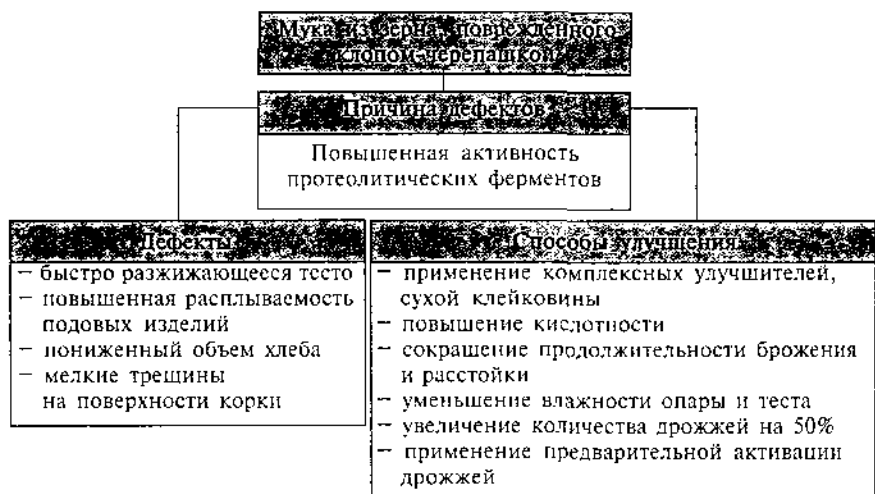 Мука из зерна, поврежденного
клопом-черепашкой
Причина дефектов
Повышенная активность
протеолитических ферментов
Дефекты
– быстро разжижающееся тесто
– повышенная расплываемость
подовых изделий
– пониженный объем хлеба
– мелкие трещины
на поверхности корки
Способы улучшения
– применение комплексных улучшителей,
сухой клейковины
– повышение кислотности
– сокращение продолжительности брожения
и расстойки
– уменьшение влажности опары и теста
– увеличение количества дрожжей на 50%
– применение предварительной активации
дрожжей